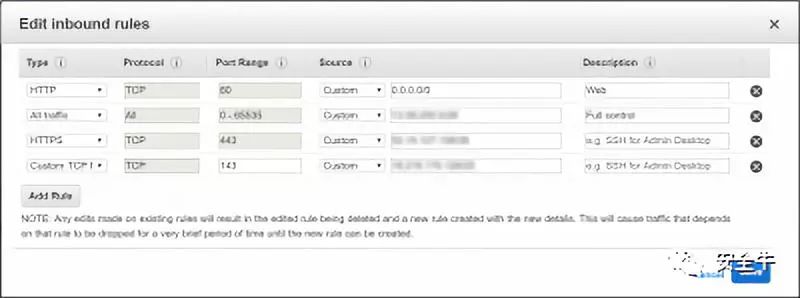 Edit inbound rules
Type Protocol Port Range Source Description
HTTP TCP 80 Custom 0.0.0.0/0 Web
All traffic All 0 - 65535 Custom Full control
HTTPS TCP 443 Custom e.g. SSH for Admin Desktop
Custom TCP TCP 143 Custom e.g. SSH for Admin Desktop
Add Rule
NOTE: Any edits made on existing rules will result in the edited rule being deleted and a new rule created with the new details. This will cause traffic that depends
on that rule to be dropped for a very brief period of time until the new rule can be created.
安全牛